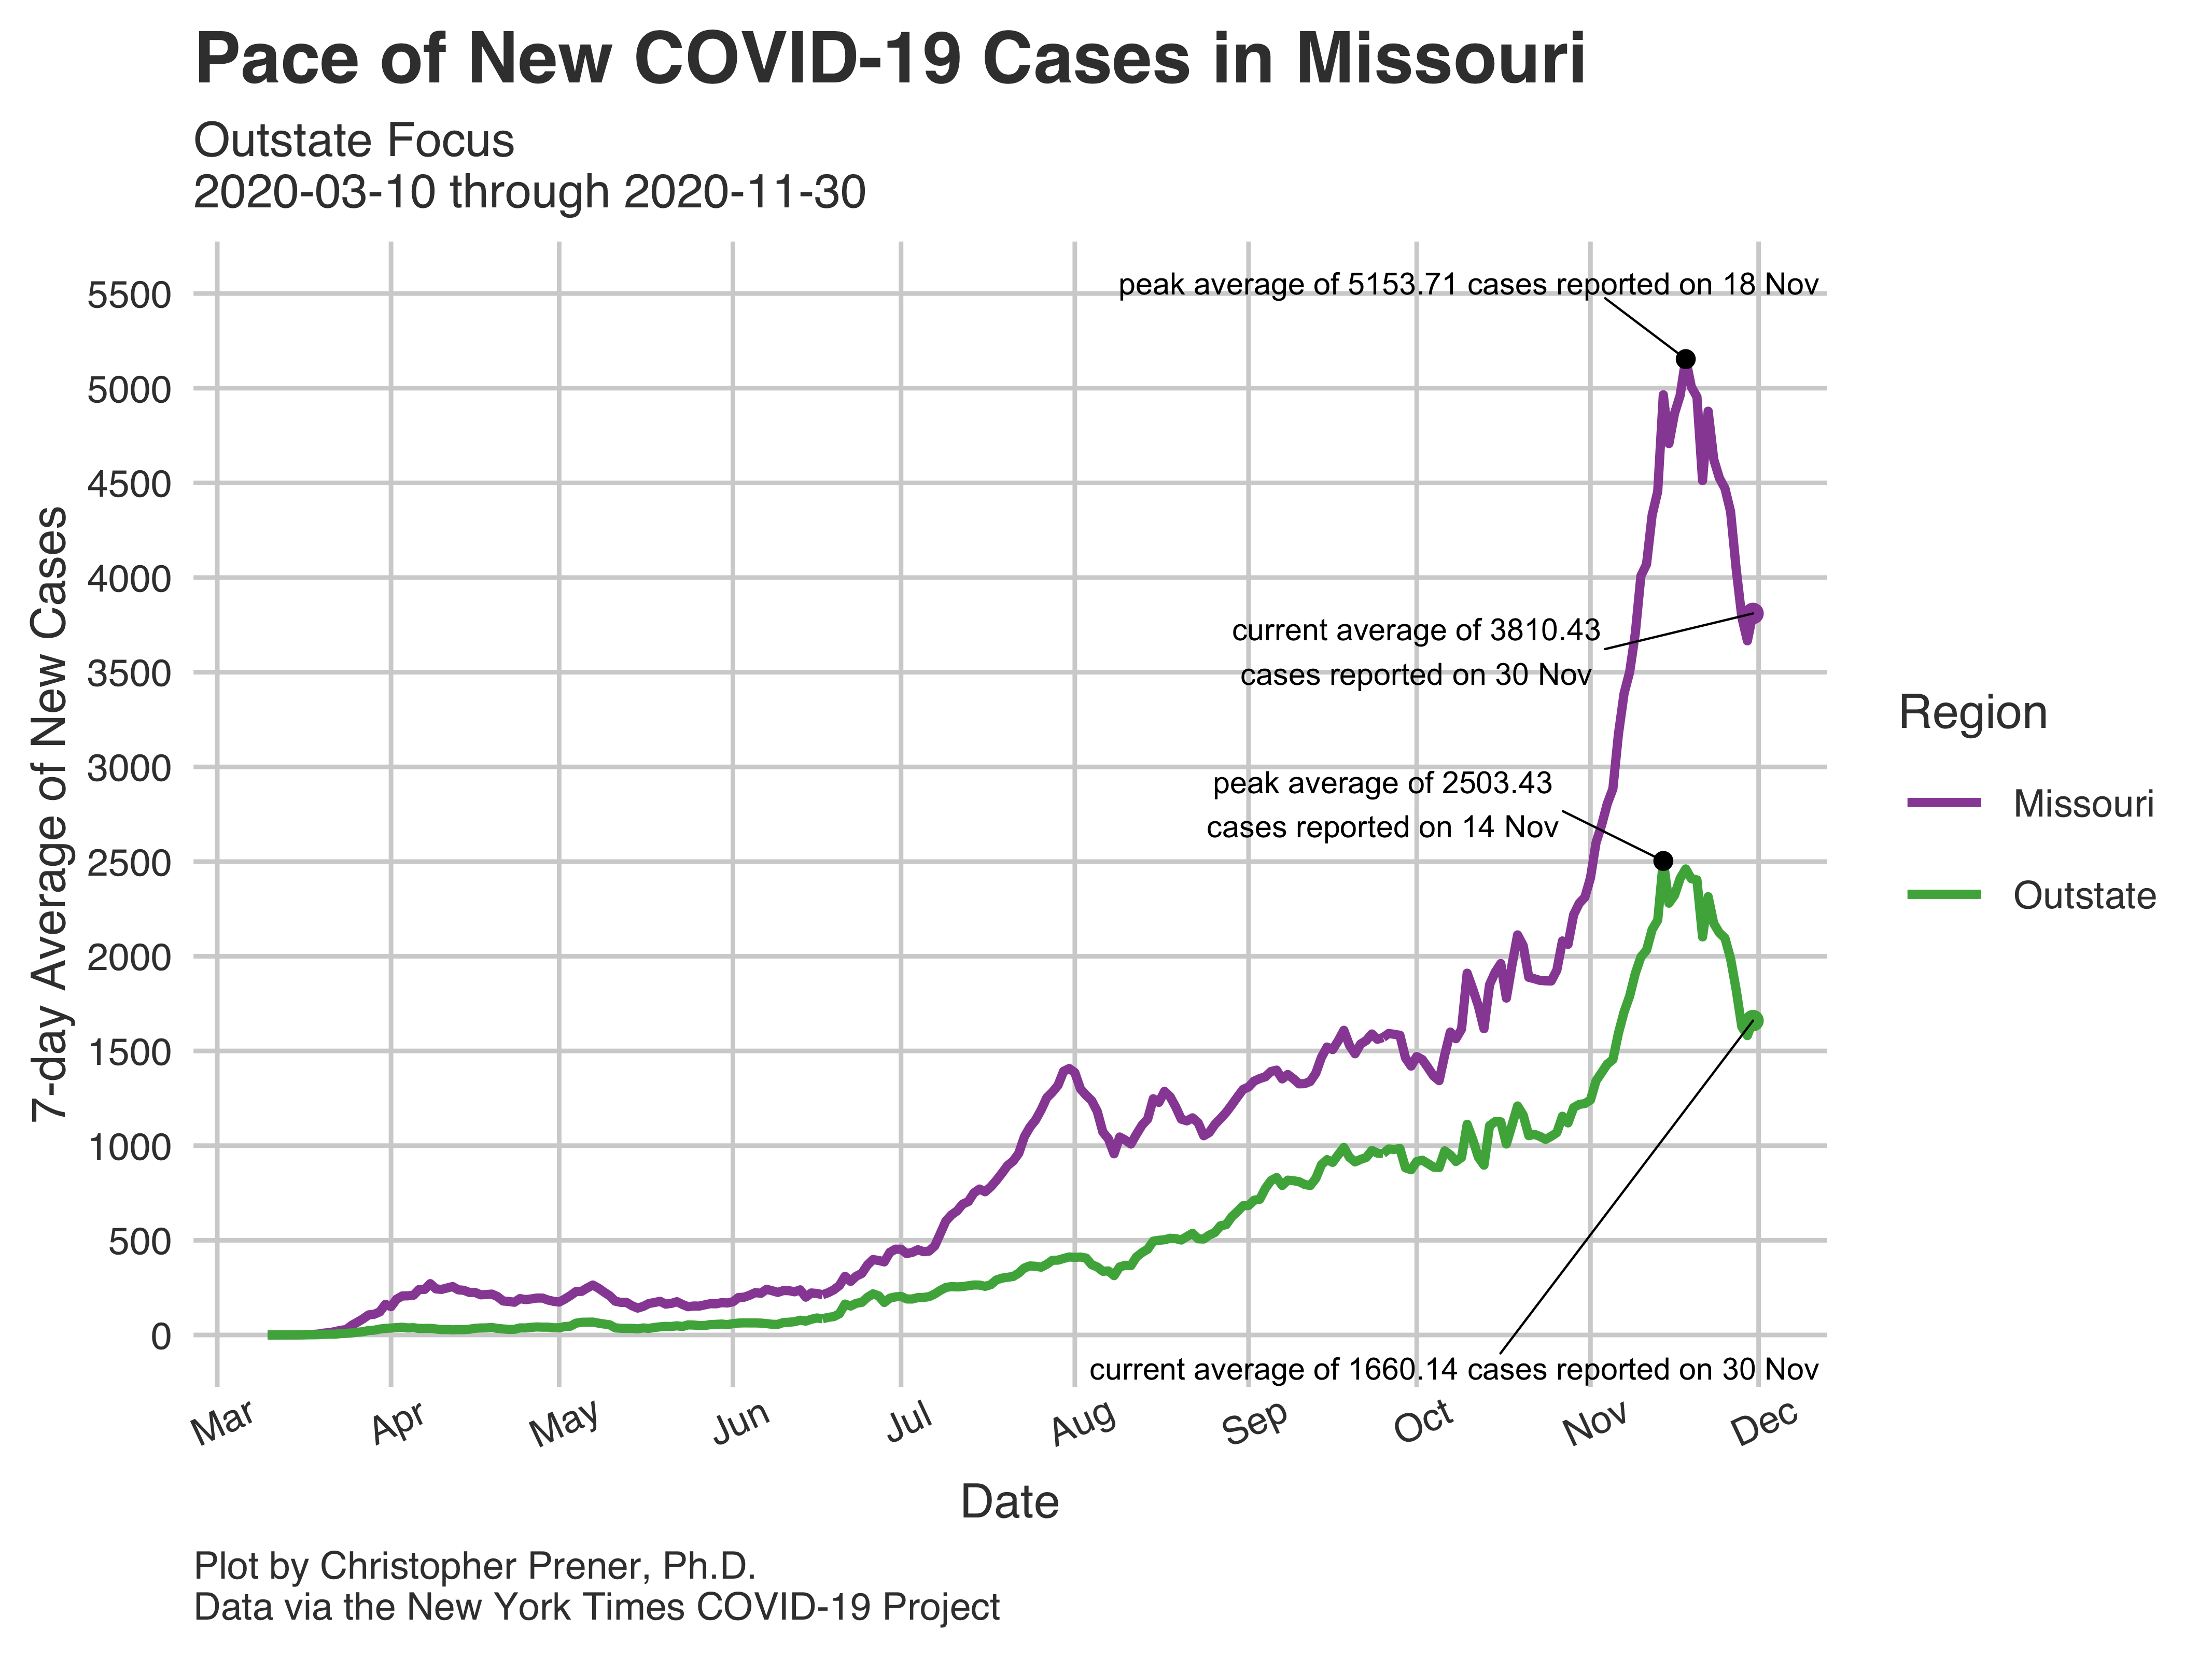 Pace of New COVID-19 Cases in Missouri
Outstate Focus
2020-03-10 through 2020-11-30
7-day Average of New Cases
5500
5000
4500
4000
3500
3000
2500
2000
1500
1000
500
0
peak average of 5153.71 cases reported on 18 Nov
current average of 3810.43
cases reported on 30 Nov
peak average of 2503.43
cases reported on 14 Nov
current average of 1660.14 cases reported on 30 Nov
Region
Missouri
Outstate
Mar
Apr
May
Jun
Jul
Aug
Sep
Oct
Nov
Dec
Date
Plot by Christopher Prener, Ph.D.
Data via the New York Times COVID-19 Project